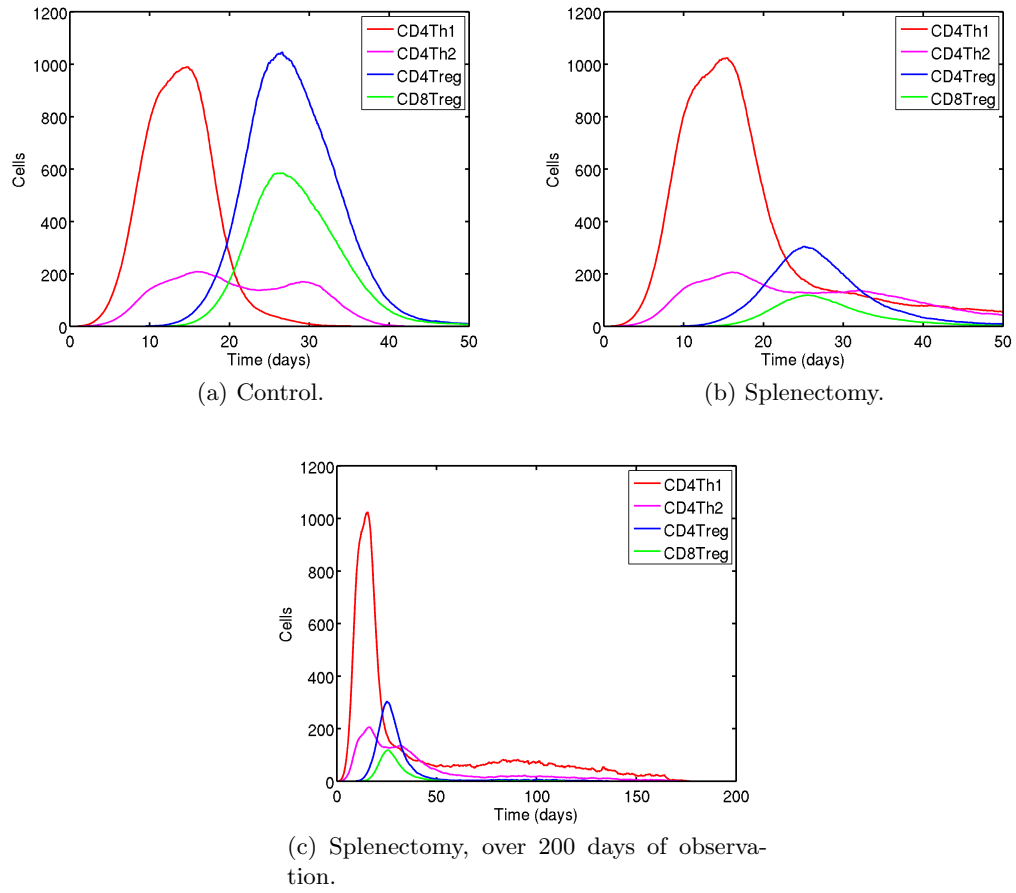 1200
1000
800
600
400
200
0
Cells
0 10 20 30 40 50
Time (days)
CD4Th1
CD4Th2
CD4Treg
CD8Treg
(a) Control.
1200
1000
800
600
400
200
0
Cells
0 10 20 30 40 50
Time (days)
CD4Th1
CD4Th2
CD4Treg
CD8Treg
(b) Splenectomy.
1200
1000
800
600
400
200
0
Cells
0 50 100 150 200
Time (days)
CD4Th1
CD4Th2
CD4Treg
CD8Treg
(c) Splenectomy, over 200 days of observa-
tion.